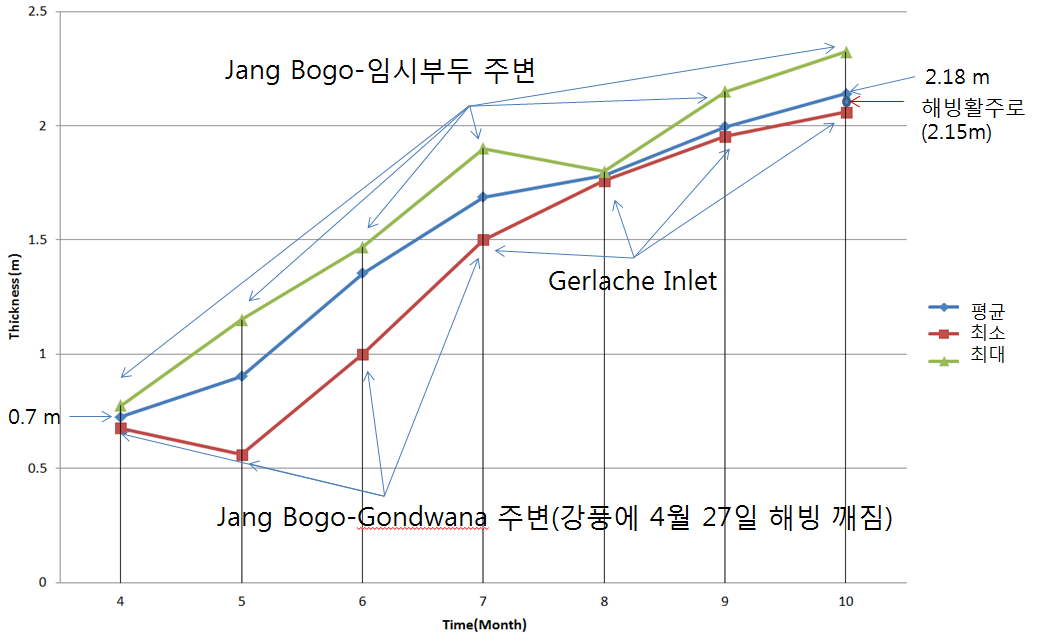 2.5
Jang Bogo-임시부두 주변
2.18 m
해빙활주로
(2.15m)
2
1.5
Gerlache Inlet
Thickness (m)
평균
최소
최대
1
0.7 m
0.5
Jang Bogo-Gondwana 주변(강풍에 4월 27일 해빙 깨짐)
0
4 5 6 7 8 9 10
Time(Month)